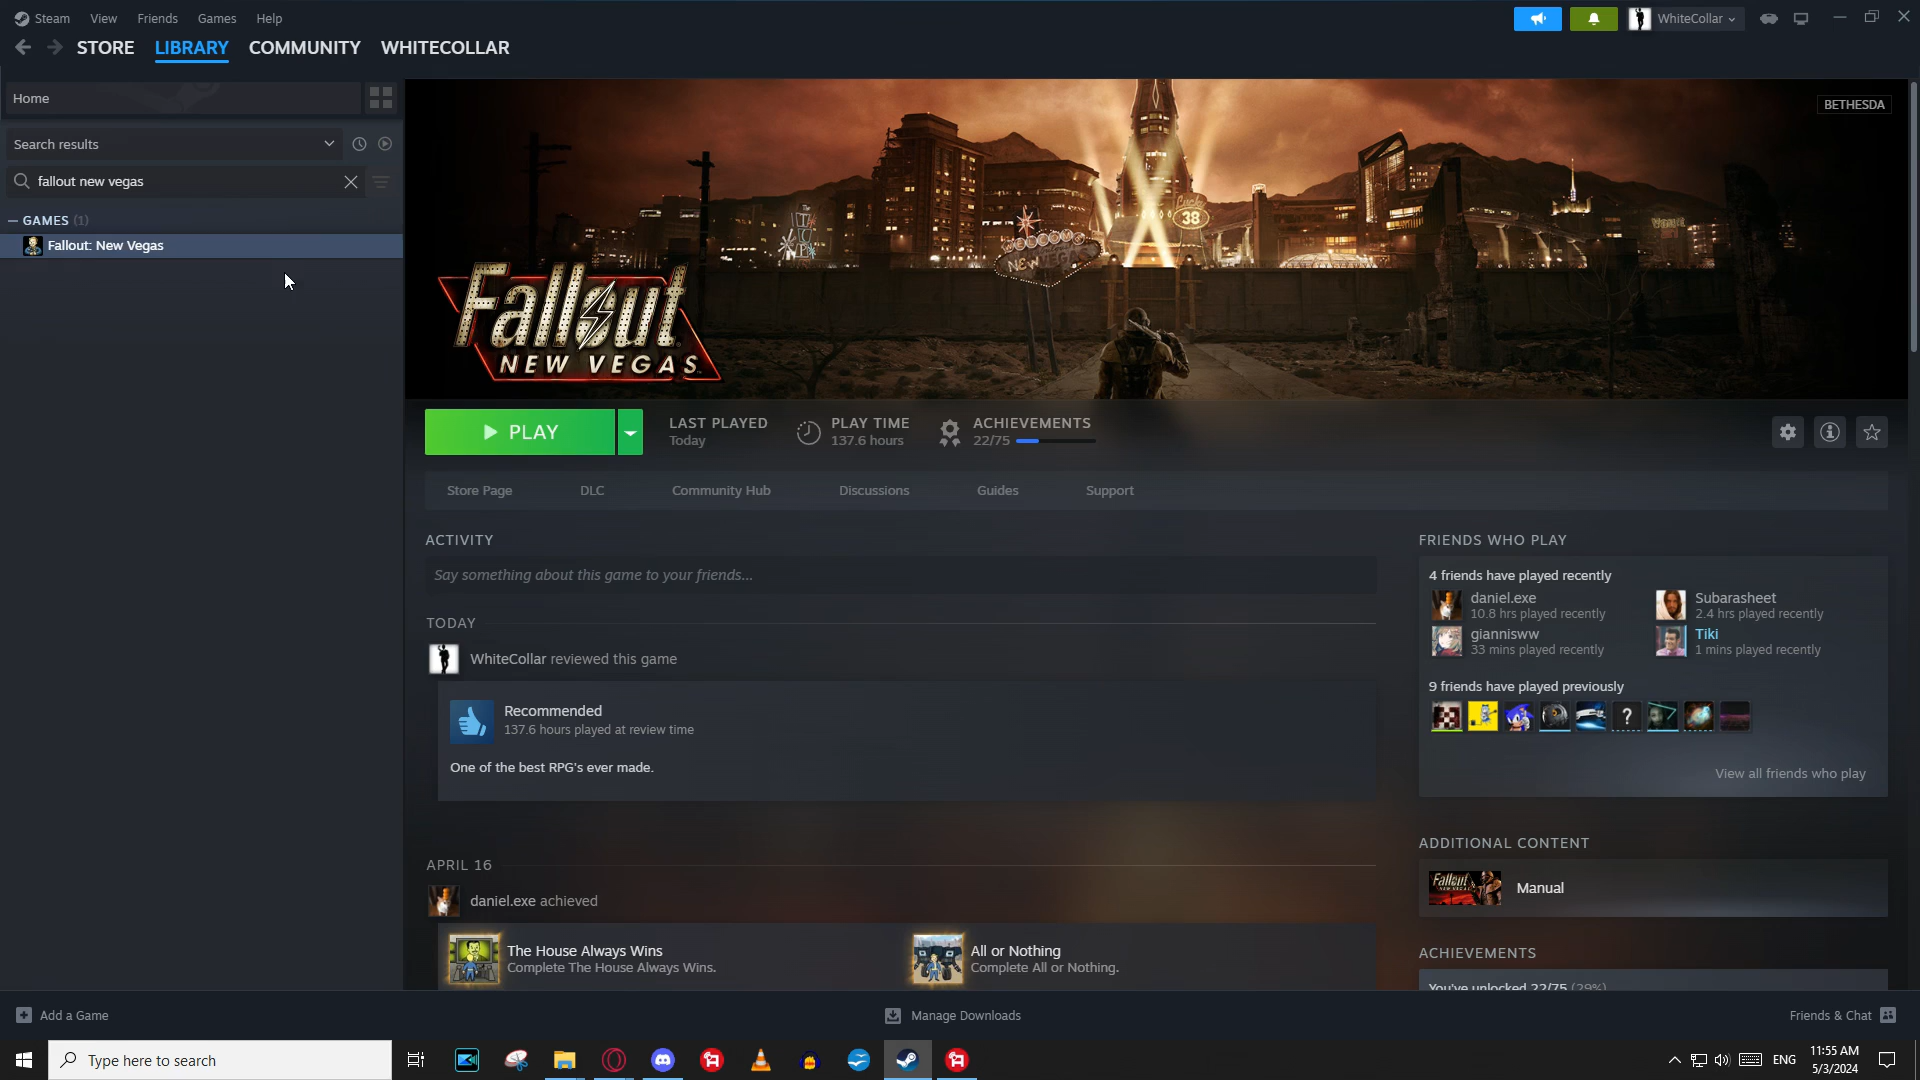 Steam View Friends Games Help
WhiteCollar
STORE LIBRARY COMMUNITY WHITECOLLAR
Home
BETHESDA
Search results
fallout new vegas
GAMES (1)
Fallout: New Vegas
Lucky 38
WELCOME
NEW VEGAS
Fallout
NEW VEGAS
PLAY
LAST PLAYED
Today
PLAY TIME
137.6 hours
ACHIEVEMENTS
22/75
Store Page DLC Community Hub Discussions Guides Support
ACTIVITY
Say something about this game to your friends...
TODAY
WhiteCollar reviewed this game
Recommended
137.6 hours played at review time
One of the best RPG's ever made.
APRIL 16
daniel.exe achieved
The House Always Wins
Complete The House Always Wins.
All or Nothing
Complete All or Nothing.
FRIENDS WHO PLAY
4 friends have played recently
daniel.exe
10.8 hrs played recently
Subarasheet
2.4 hrs played recently
giannisww
33 mins played recently
Tiki
1 mins played recently
9 friends have played previously
?
View all friends who play
ADDITIONAL CONTENT
Fallout
NEW VEGAS
Manual
ACHIEVEMENTS
You've unlocked 22/75 (29%)
Add a Game
Manage Downloads
Friends & Chat
Type here to search
ENG
11:55 AM
5/3/2024